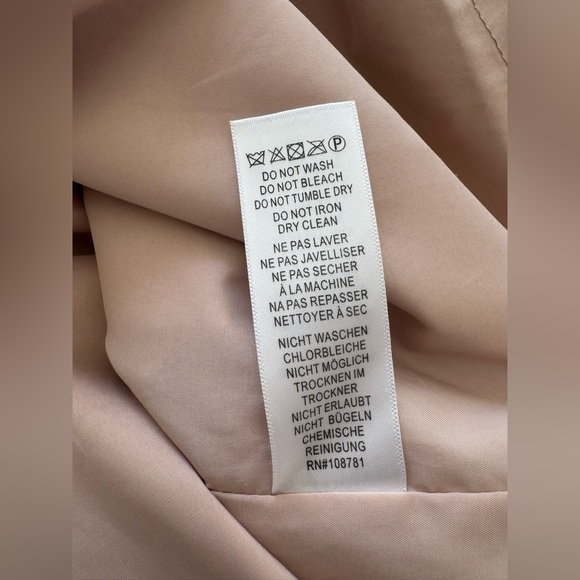 P
DO NOT WASH
DO NOT BLEACH
DO NOT TUMBLE DRY
DO NOT IRON
DRY CLEAN
NE PAS LAVER
NE PAS JAVELLISER
NE PAS SECHER
À LA MACHINE
NA PAS REPASSER
NETTOYER À SEC
NICHT WASCHEN
CHLORBLEICHE
NICHT MÖGLICH
TROCKNEN IM
TROCKNER
NICHT ERLAUBT
NICHT BÜGELN
CHEMISCHE
REINIGUNG
RN#108781